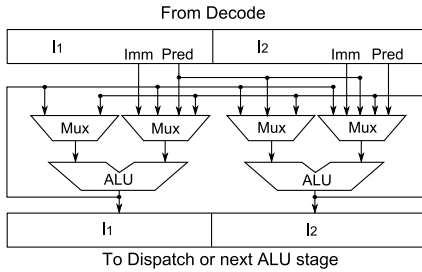 From Decode
I1 I2
Imm Pred Imm Pred
Mux Mux Mux Mux
ALU ALU
I1 I2
To Dispatch or next ALU stage